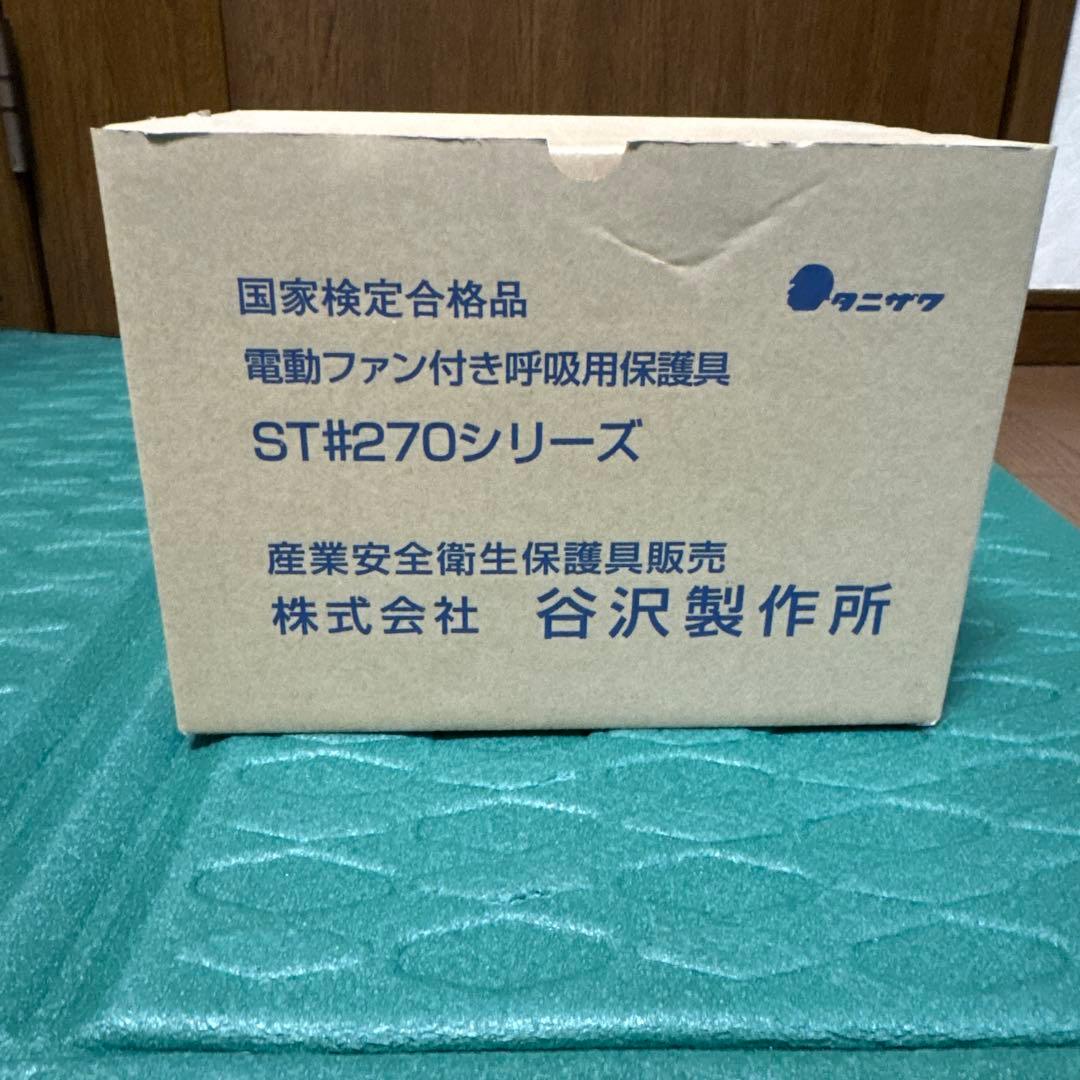 国家検定合格品
タニザワ
電動ファン付き呼吸用保護具
ST#270シリーズ
産業安全衛生保護具販売
株式会社 谷沢製作所